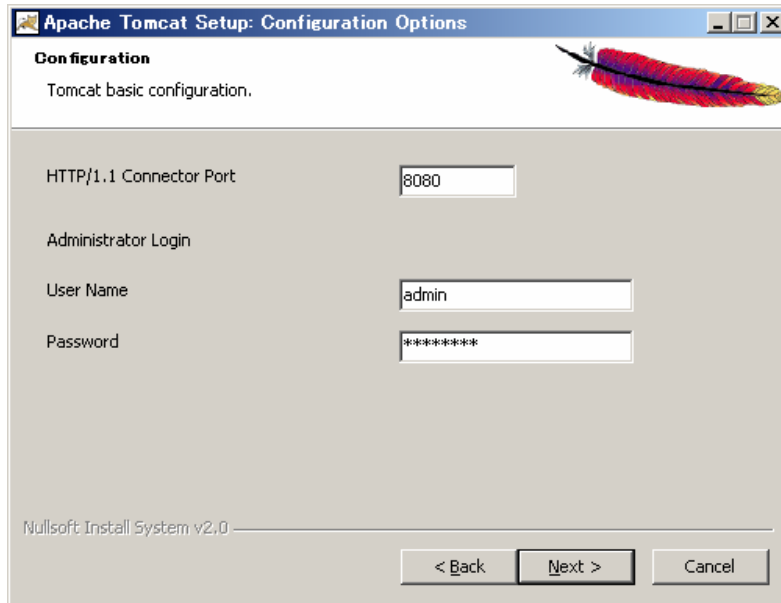 Apache Tomcat Setup: Configuration Options
Configuration
Tomcat basic configuration.
HTTP/1.1 Connector Port 8080
Administrator Login
User Name admin
Password ********
Nullsoft Install System v2.0
< Back Next > Cancel